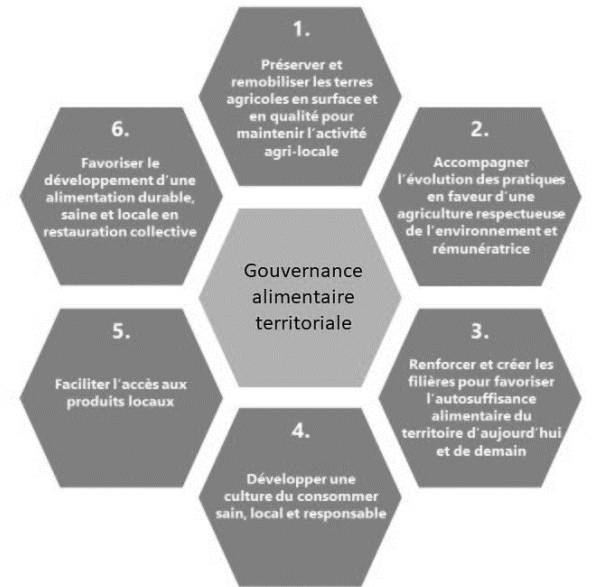 1.
Préserver et
remobiliser les terres
agricoles en surface et
en qualité pour
maintenir l'activité
agri-locale
2.
Accompagner
l'évolution des pratiques
en faveur d'une
agriculture respectueuse
de l'environnement et
rémunératrice
3.
Renforcer et créer les
filières pour favoriser
l'autosuffisance
alimentaire du
territoire d'aujourd'hui
et de demain
4.
Développer une
culture du consommer
sain, local et responsable
5.
Faciliter l'accès aux
produits locaux
6.
Favoriser le
développement d'une
alimentation durable,
saine et locale en
restauration collective
Gouvernance
alimentaire
territoriale